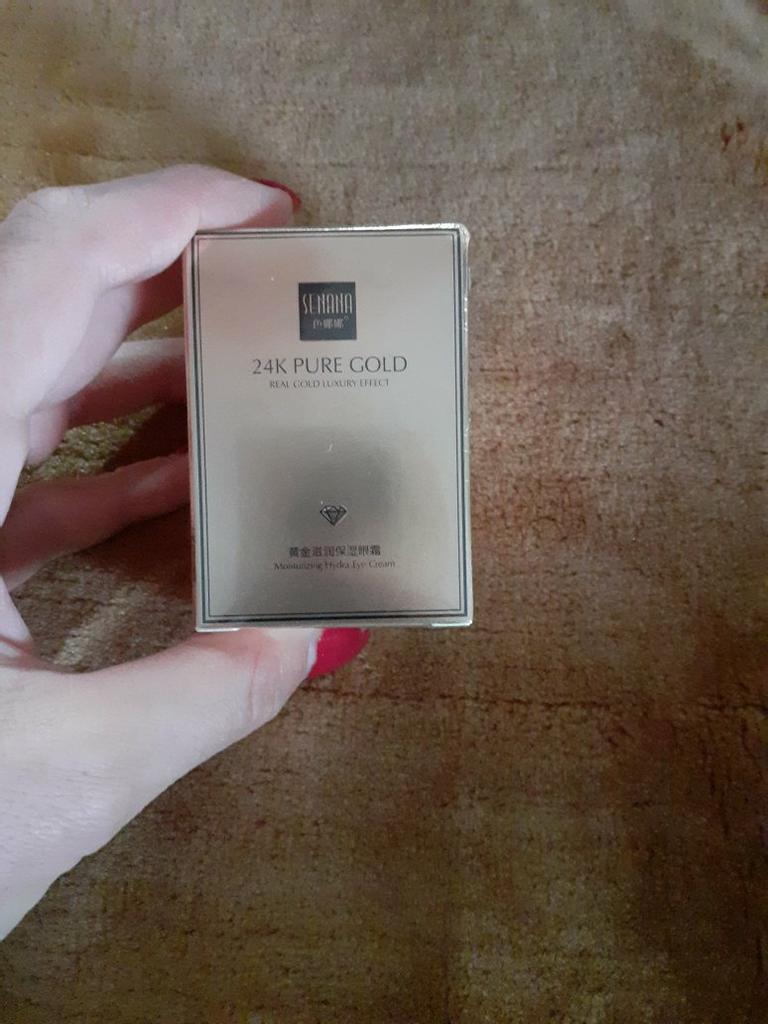 SENANA
色娜娜®
24K PURE GOLD
REAL GOLD LUXURY EFFECT
黄金滋润保湿眼霜
Moisturizing Hydra Eye Cream